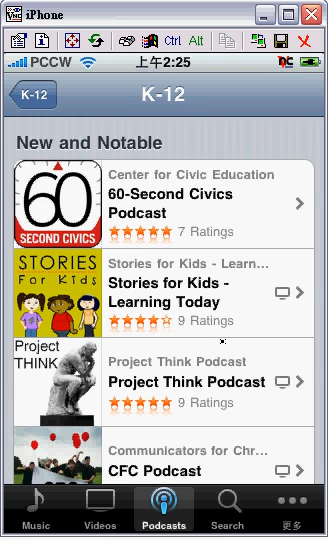 iPhone
Ctrl Alt
PCCW 上午2:25
K-12
K-12
New and Notable
60
SECOND CIVICS
Center for Civic Education
60-Second Civics
Podcast
7 Ratings
STORIES
For Kids
Stories for Kids - Learn...
Stories for Kids -
Learning Today
9 Ratings
Project
THINK
Project Think Podcast
Project Think Podcast
9 Ratings
Communicators for Chr...
CFC Podcast
Music Videos Podcasts Search 更多